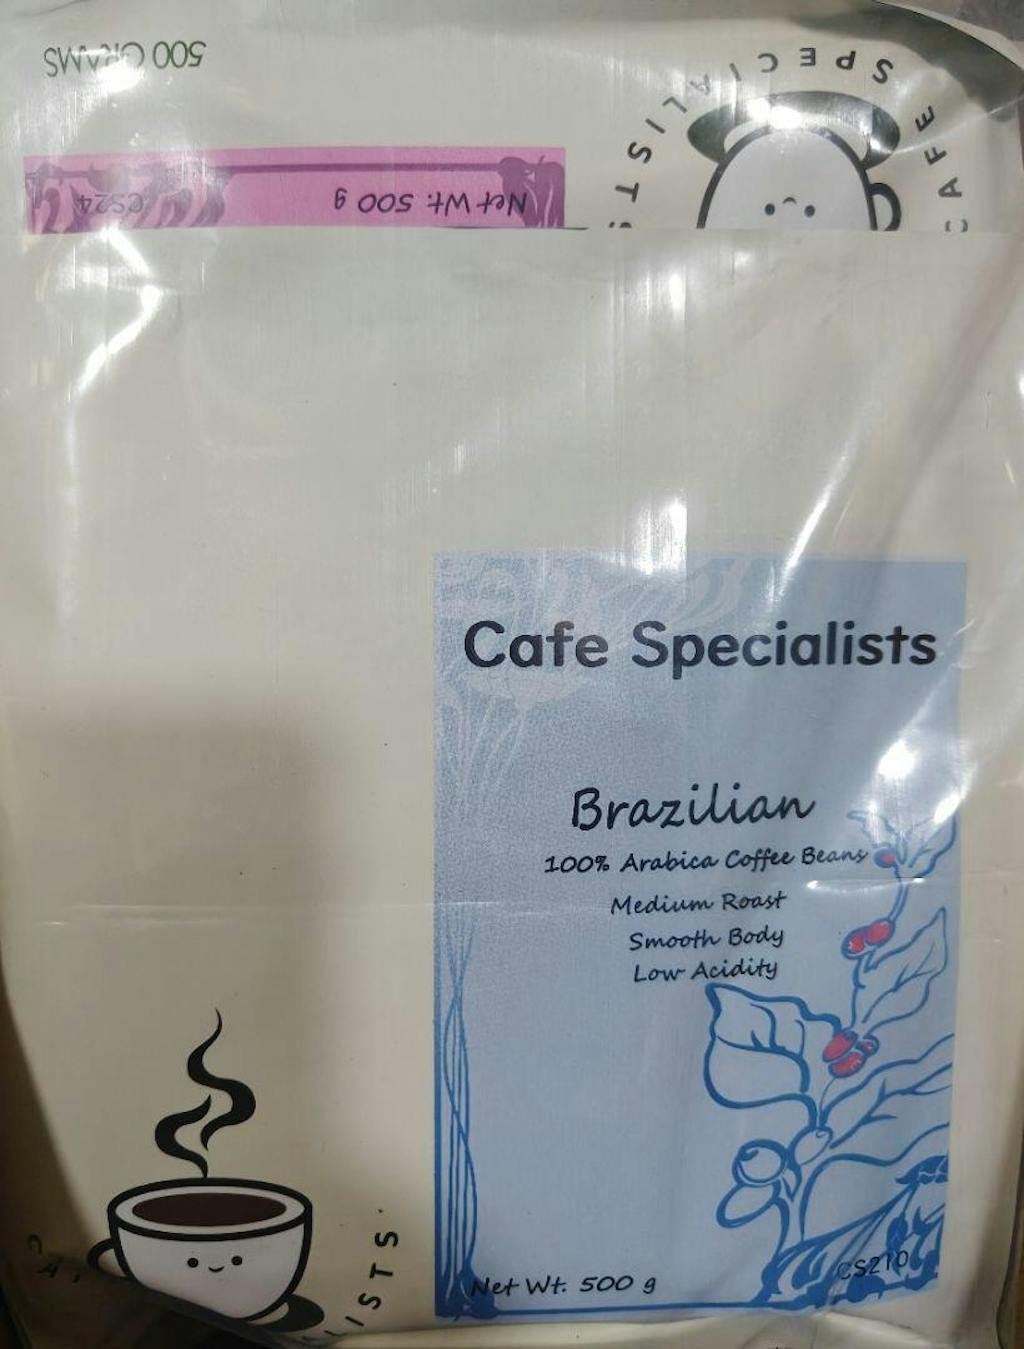 500 GRAMS
CAFE SPECIALISTS
Net Wt. 500 g
CS24
Cafe Specialists
Brazilian
100% Arabica Coffee Beans
Medium Roast
Smooth Body
Low Acidity
Net Wt. 500 g
CS210